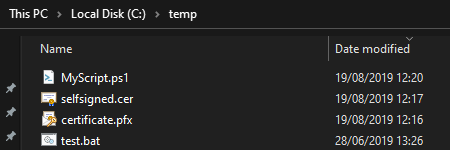 This PC > Local Disk (C:) > temp
Name Date modified
MyScript.ps1 19/08/2019 12:20
selfsigned.cer 19/08/2019 12:17
certificate.pfx 19/08/2019 12:16
test.bat 28/06/2019 13:26